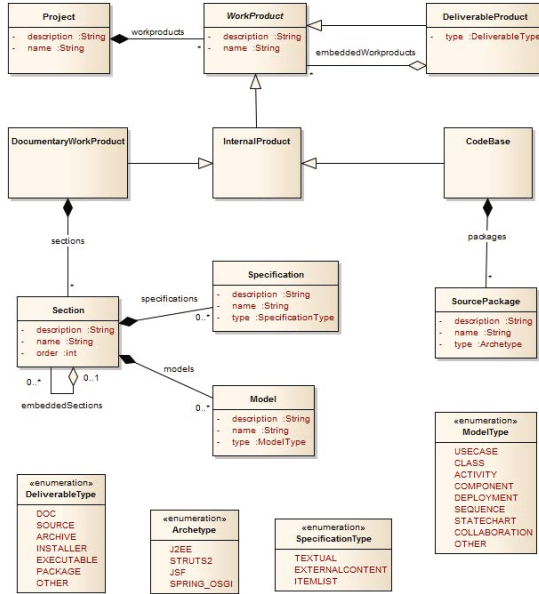 Project
- description :String
- name :String
workproducts
*
WorkProduct
- description :String
- name :String
DeliverableProduct
- type :DeliverableType
embeddedWorkproducts
*
DocumentaryWorkProduct
InternalProduct
CodeBase
sections
*
packages
*
Section
- description :String
- name :String
- order :int
0..*
0..1
embeddedSections
specifications
0..*
Specification
- description :String
- name :String
- type :SpecificationType
models
0..*
Model
- description :String
- name :String
- type :ModelType
SourcePackage
- description :String
- name :String
- type :Archetype
«enumeration»
DeliverableType
DOC
SOURCE
ARCHIVE
INSTALLER
EXECUTABLE
PACKAGE
OTHER
«enumeration»
Archetype
J2EE
STRUTS2
JSF
SPRING_OSGI
«enumeration»
SpecificationType
TEXTUAL
EXTERNALCONTENT
ITEMLIST
«enumeration»
ModelType
USECASE
CLASS
ACTIVITY
COMPONENT
DEPLOYMENT
SEQUENCE
STATECHART
COLLABORATION
OTHER